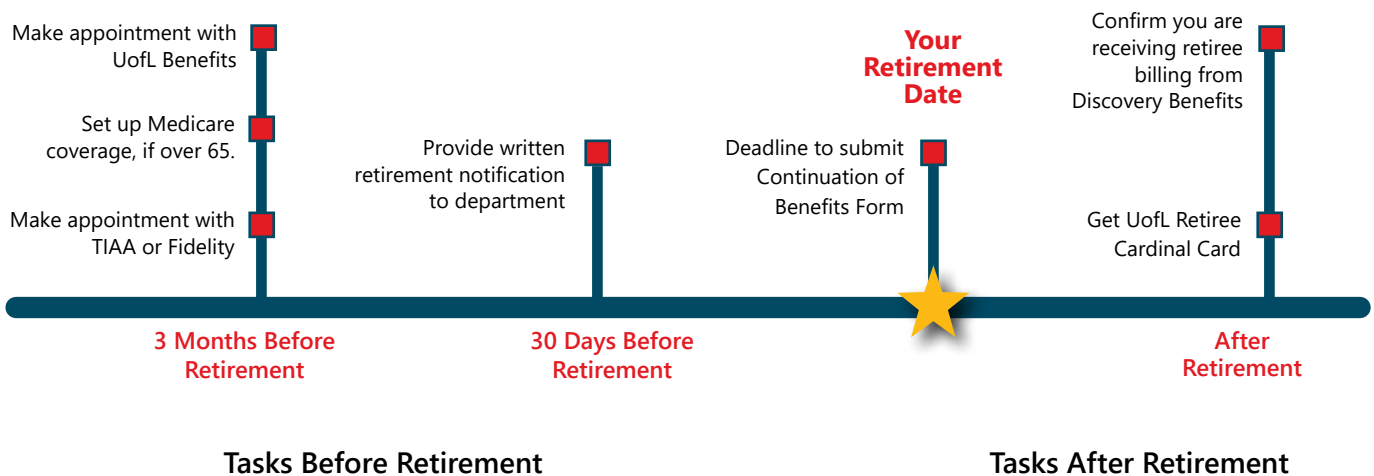 Make appointment with
UofL Benefits
Set up Medicare
coverage, if over 65.
Make appointment with
TIAA or Fidelity
3 Months Before
Retirement
Provide written
retirement notification
to department
30 Days Before
Retirement
Your
Retirement
Date
Deadline to submit
Continuation of
Benefits Form
Confirm you are
receiving retiree
billing from
Discovery Benefits
Get UofL Retiree
Cardinal Card
After
Retirement
Tasks Before Retirement
Tasks After Retirement